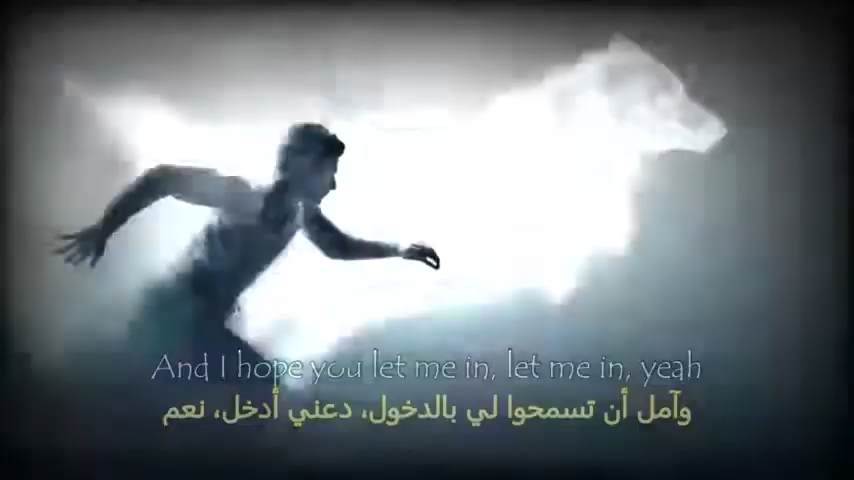 And I hope you let me in, let me in, yeah
وآمل أن تسمحوا لي بالدخول، دعني أدخل، نعم